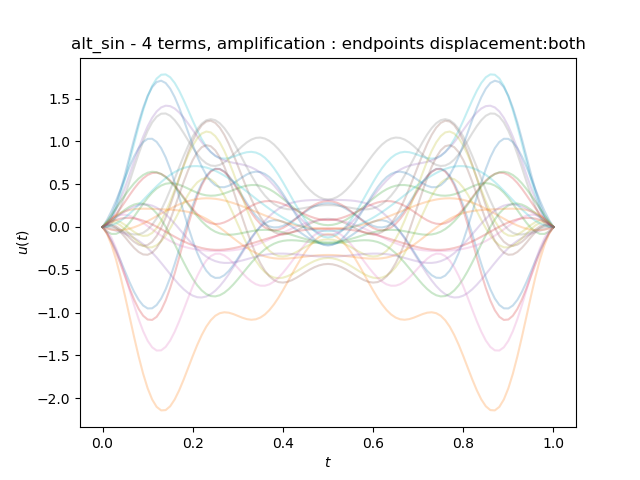 alt_sin - 4 terms, amplification : endpoints displacement:both
1.5
1.0
0.5
0.0
−0.5
−1.0
−1.5
−2.0
u(t)
0.0 0.2 0.4 0.6 0.8 1.0
t